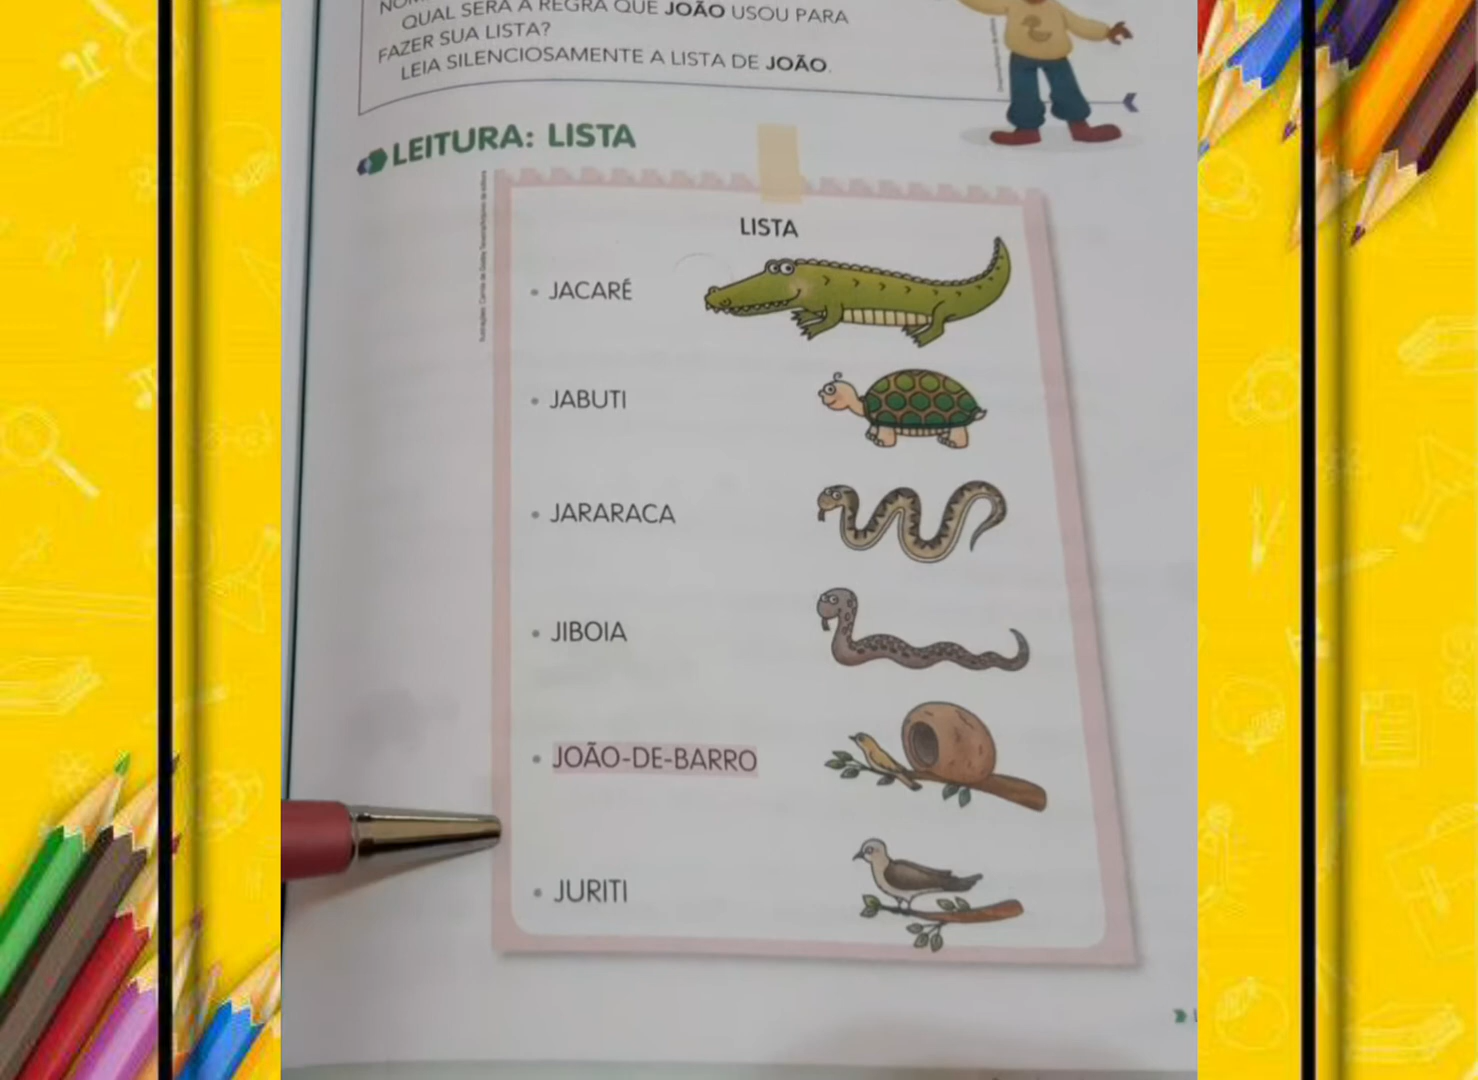 QUAL SERÁ A REGRA QUE JOÃO USOU PARA
FAZER SUA LISTA?
LEIA SILENCIOSAMENTE A LISTA DE JOÃO.
LEITURA: LISTA
LISTA
• JACARÉ
• JABUTI
• JARARACA
• JIBOIA
• JOÃO-DE-BARRO
• JURITI